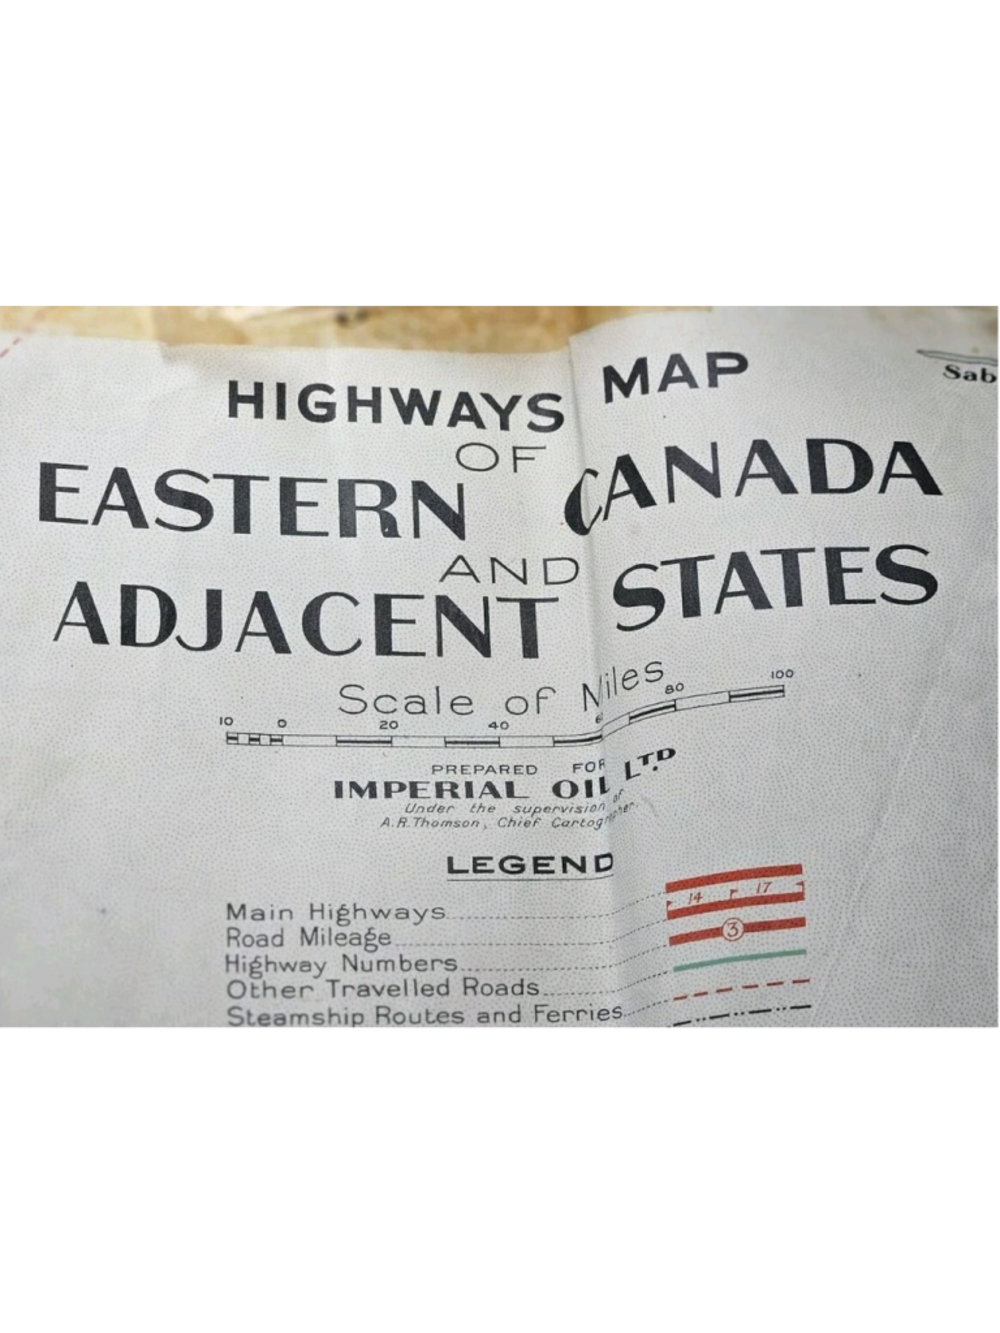 HIGHWAYS MAP
Sab
OF
EASTERN CANADA
AND
ADJACENT STATES
Scale of Miles
10 0 20 40 80 100
PREPARED FOR
IMPERIAL OIL LTD
Under the supervision of
A.R.Thomson, Chief Cartographer.
LEGEND
Main Highways
Road Mileage 14 17
Highway Numbers 3
Other Travelled Roads
Steamship Routes and Ferries